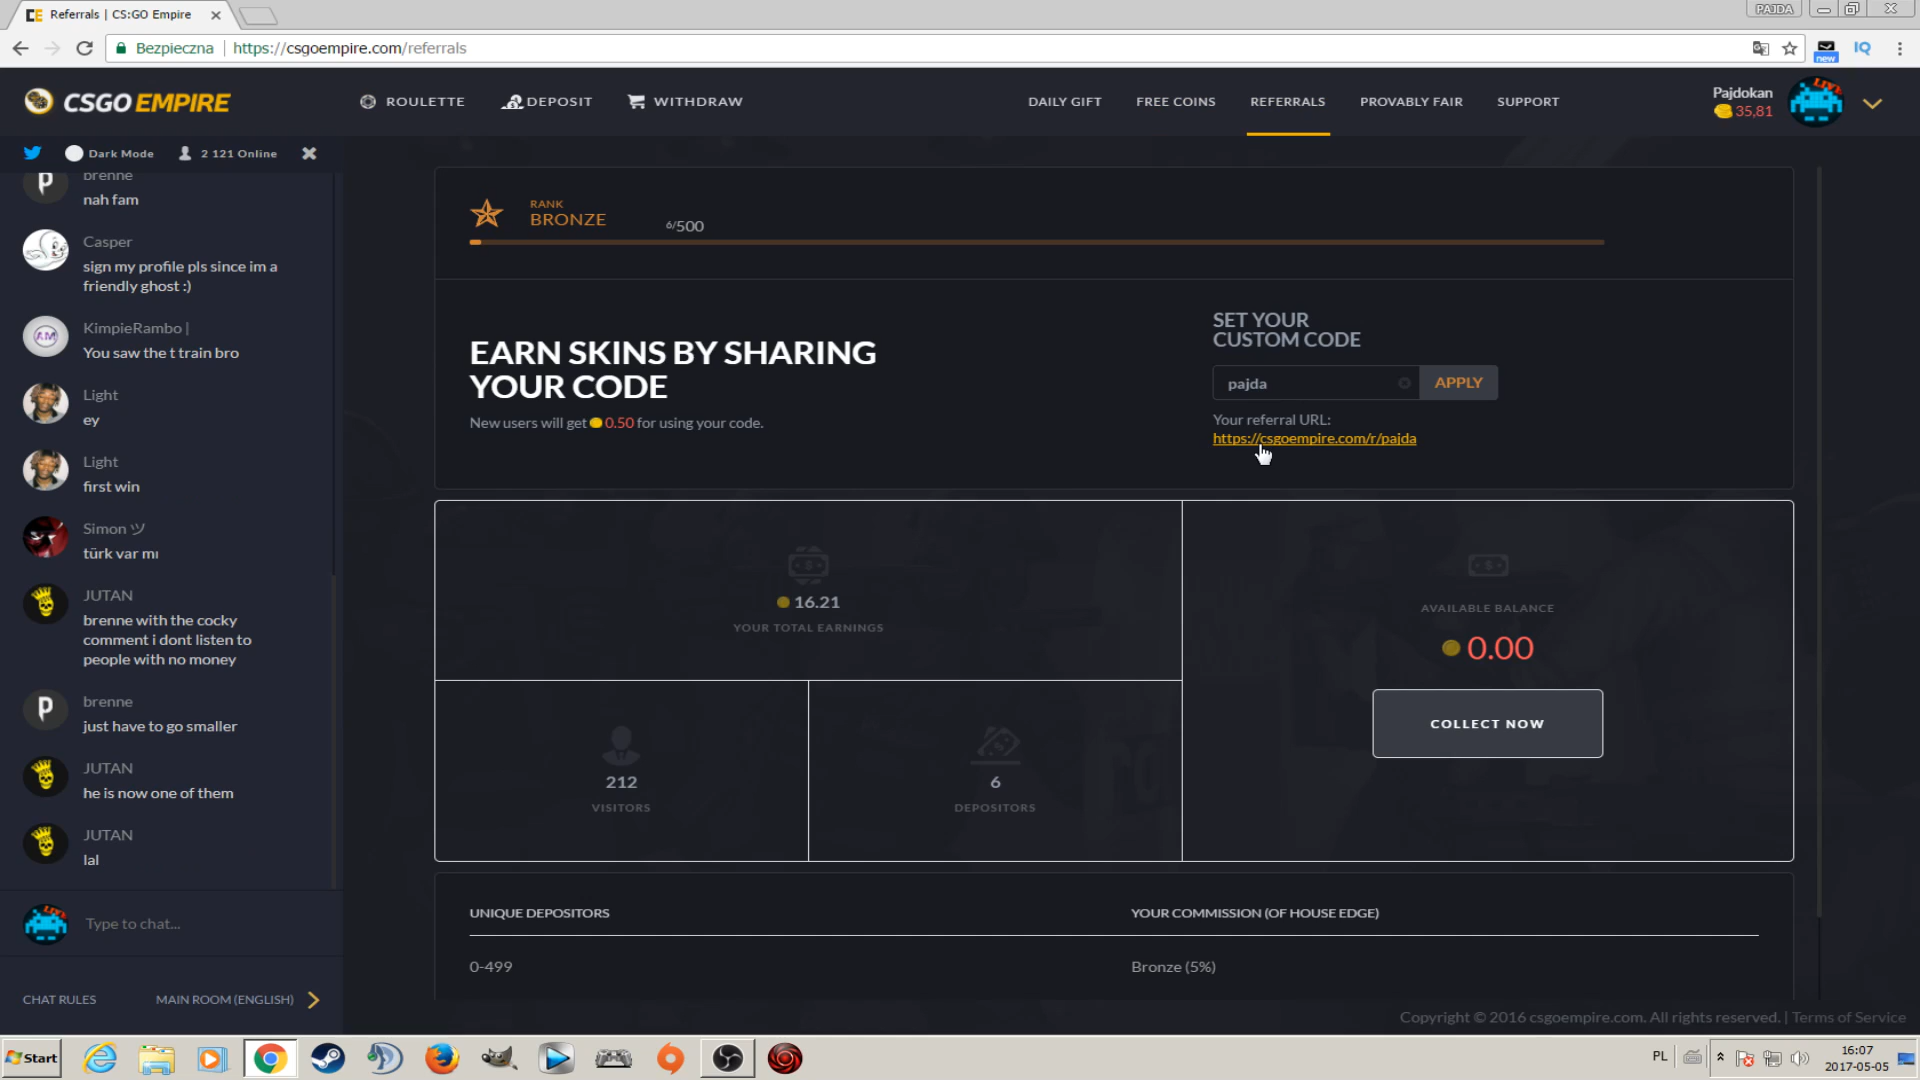 Referrals | CS:GO Empire
PAJDA
Bezpieczna
https://csgoempire.com/referrals
new
IQ
CSGOEMPIRE
ROULETTE
DEPOSIT
WITHDRAW
DAILY GIFT
FREE COINS
REFERRALS
PROVABLY FAIR
SUPPORT
Pajdokan
35,81
LIVE
Dark Mode
2 121 Online
brenne
nah fam
Casper
sign my profile pls since im a
friendly ghost :)
KimpieRambo |
You saw the t train bro
Light
ey
Light
first win
Simon ツ
türk var mı
JUTAN
brenne with the cocky
comment i dont listen to
people with no money
brenne
just have to go smaller
JUTAN
he is now one of them
JUTAN
lal
Type to chat...
CHAT RULES
MAIN ROOM (ENGLISH)
RANK
BRONZE
6/500
EARN SKINS BY SHARING
YOUR CODE
New users will get 0.50 for using your code.
SET YOUR
CUSTOM CODE
pajda
APPLY
Your referral URL:
https://csgoempire.com/r/pajda
16.21
YOUR TOTAL EARNINGS
212
VISITORS
6
DEPOSITORS
AVAILABLE BALANCE
0.00
COLLECT NOW
UNIQUE DEPOSITORS
YOUR COMMISSION (OF HOUSE EDGE)
0-499
Bronze (5%)
Copyright © 2016 csgoempire.com. All rights reserved. | Terms of Service
Start
PL
16:07
2017-05-05